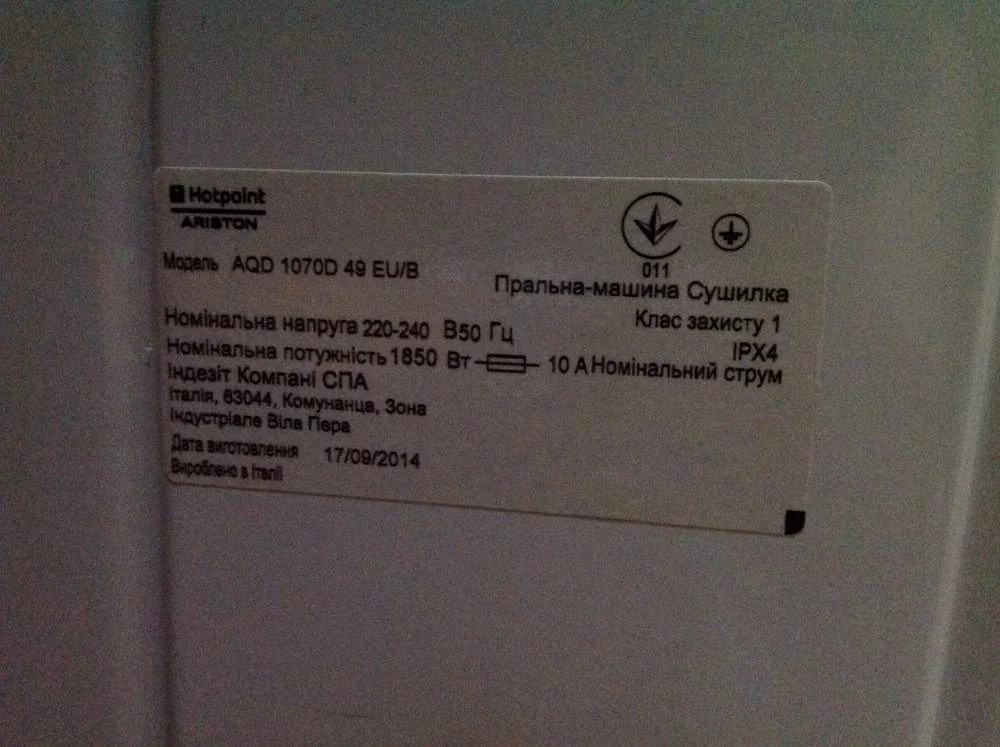 Hotpoint
ARISTON
011
Модель AQD 1070D 49 EU/B
Пральна-машина Сушилка
Номінальна напруга 220-240 В50 Гц
Клас захисту 1
IPX4
Номінальна потужність 1850 Вт 10 А Номінальний струм
Індезіт Компані СПА
Італія, 63044, Комунанца, Зона
Індустріале Віла Пера
Дата виготовлення 17/09/2014
Вироблено в Італії